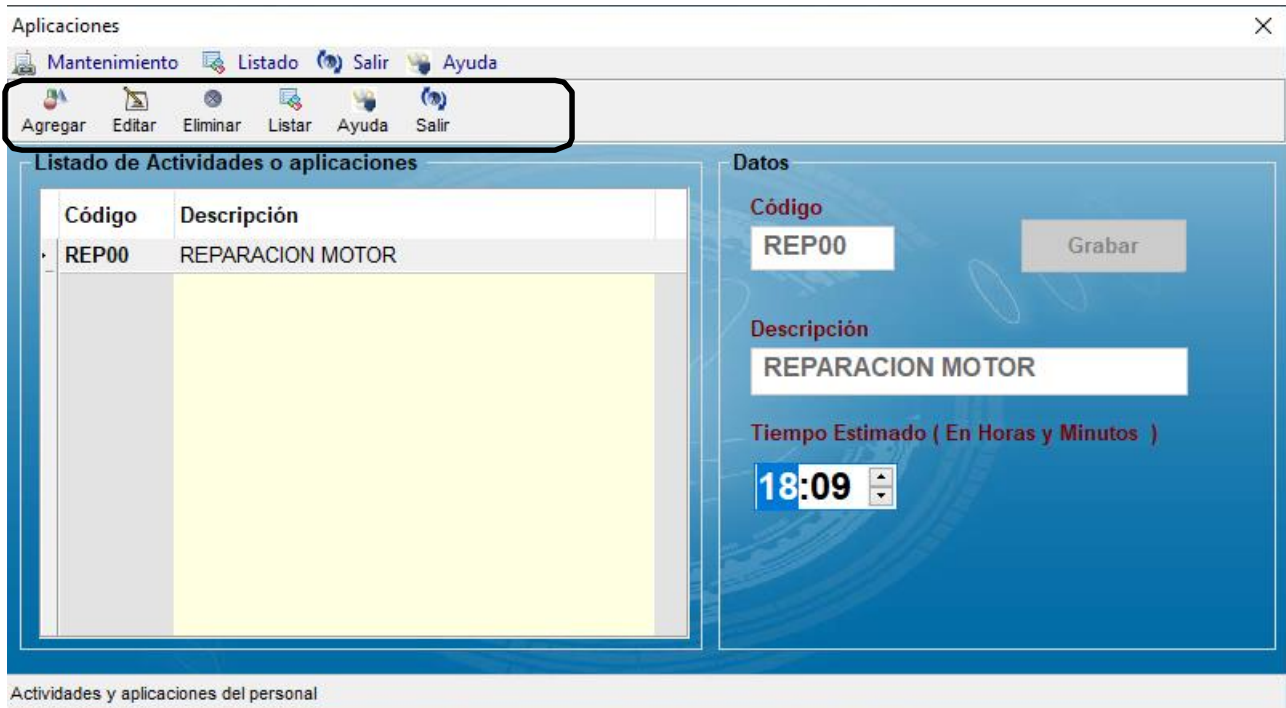 Aplicaciones
Mantenimiento Listado Salir Ayuda
Agregar Editar Eliminar Listar Ayuda Salir
Listado de Actividades o aplicaciones
Código Descripción
REP00 REPARACION MOTOR
Datos
Código
REP00
Grabar
Descripción
REPARACION MOTOR
Tiempo Estimado ( En Horas y Minutos )
18:09
Actividades y aplicaciones del personal